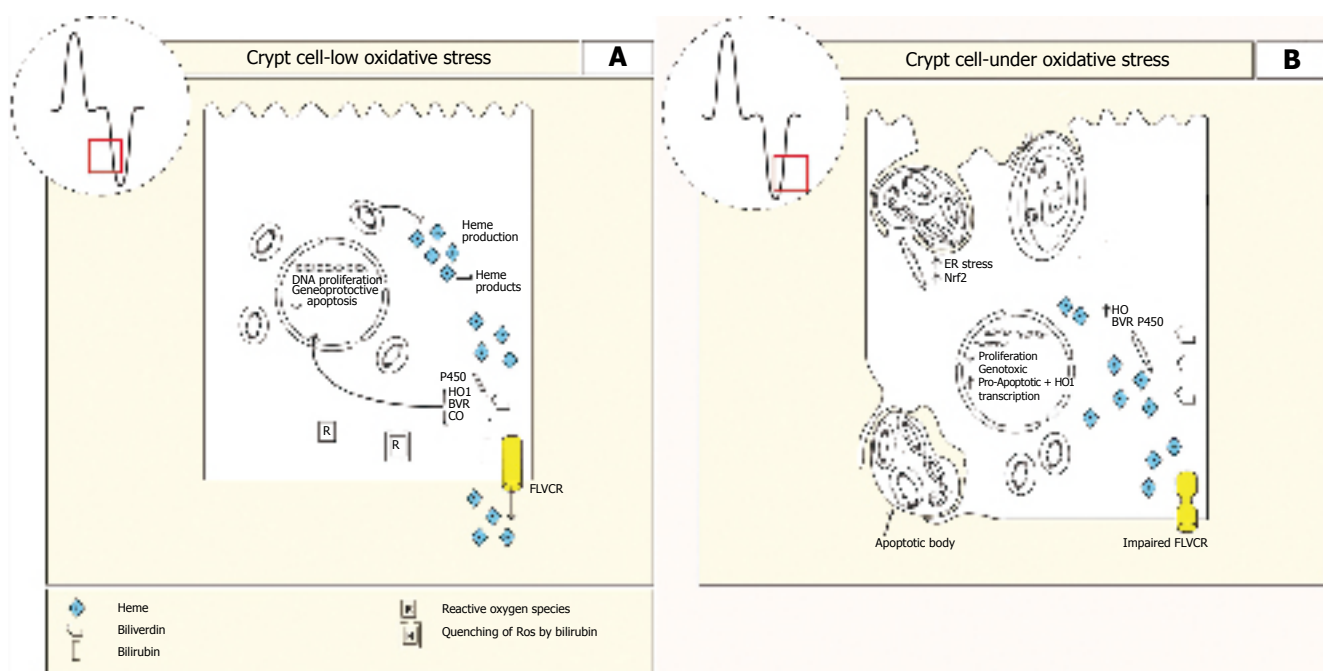 Crypt cell-low oxidative stress
A
Heme
production
Heme
products
DNA proliferation
Geneoprotoctive
apoptosis
P450
HO1
BVR
CO
R
R
FLVCR
Crypt cell-under oxidative stress
B
ER stress
Nrf2
HO
BVR P450
Proliferation
Genotoxic
Pro-Apoptotic + HO1
transcription
Apoptotic body
Impaired FLVCR
Heme
Biliverdin
Bilirubin
R
Reactive oxygen species
Quenching of Ros by bilirubin